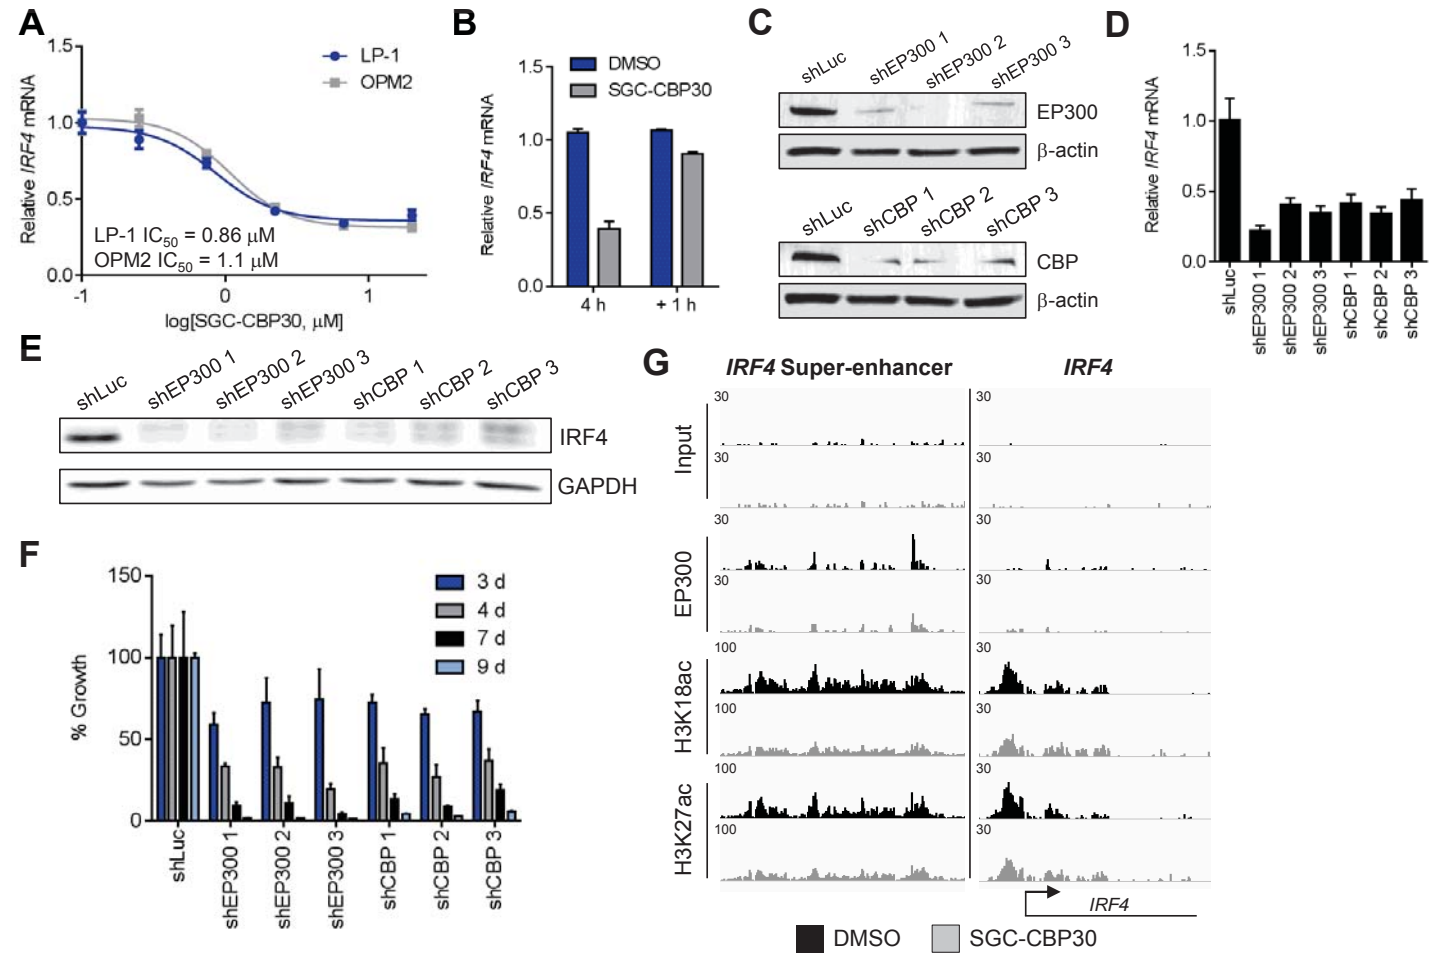 A
1.5
1.0
0.5
0.0
Relative IRF4 mRNA
LP-1
OPM2
LP-1 IC50 = 0.86 μM
OPM2 IC50 = 1.1 μM
-1
0
1
log[SGC-CBP30, μM]
B
1.5
1.0
0.5
0.0
Relative IRF4 mRNA
DMSO
SGC-CBP30
4 h
+ 1 h
C
shLuc
shEP300 1
shEP300 2
shEP300 3
EP300
β-actin
shLuc
shCBP 1
shCBP 2
shCBP 3
CBP
β-actin
D
1.5
1.0
0.5
0.0
Relative IRF4 mRNA
shLuc
shEP300 1
shEP300 2
shEP300 3
shCBP 1
shCBP 2
shCBP 3
E
shLuc
shEP300 1
shEP300 2
shEP300 3
shCBP 1
shCBP 2
shCBP 3
IRF4
GAPDH
F
150
100
50
0
% Growth
3 d
4 d
7 d
9 d
shLuc
shEP300 1
shEP300 2
shEP300 3
shCBP 1
shCBP 2
shCBP 3
G
IRF4 Super-enhancer
IRF4
Input
30
30
30
30
EP300
30
30
30
30
H3K18ac
100
30
100
30
H3K27ac
100
30
100
30
IRF4
DMSO
SGC-CBP30